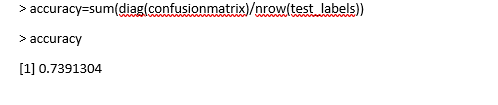 > accuracy=sum(diag(confusionmatrix)/nrow(test_labels))
> accuracy
[1] 0.7391304